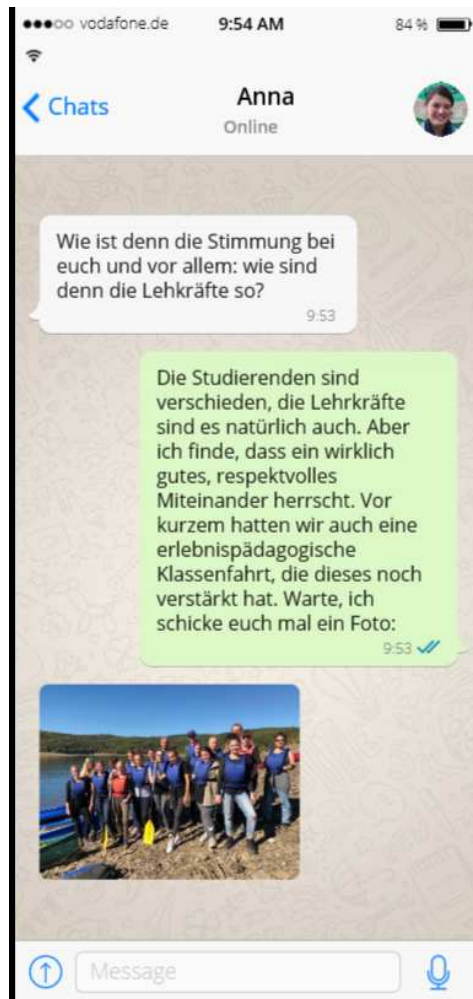 vodafone.de 9:54 AM 84 %
Chats
Anna
Online
Wie ist denn die Stimmung bei
euch und vor allem: wie sind
denn die Lehkräfte so?
9:53
Die Studierenden sind
verschieden, die Lehrkräfte
sind es natürlich auch. Aber
ich finde, dass ein wirklich
gutes, respektvolles
Miteinander herrscht. Vor
kurzem hatten wir auch eine
erlebnispädagogische
Klassenfahrt, die dieses noch
verstärkt hat. Warte, ich
schicke euch mal ein Foto:
9:53
Message